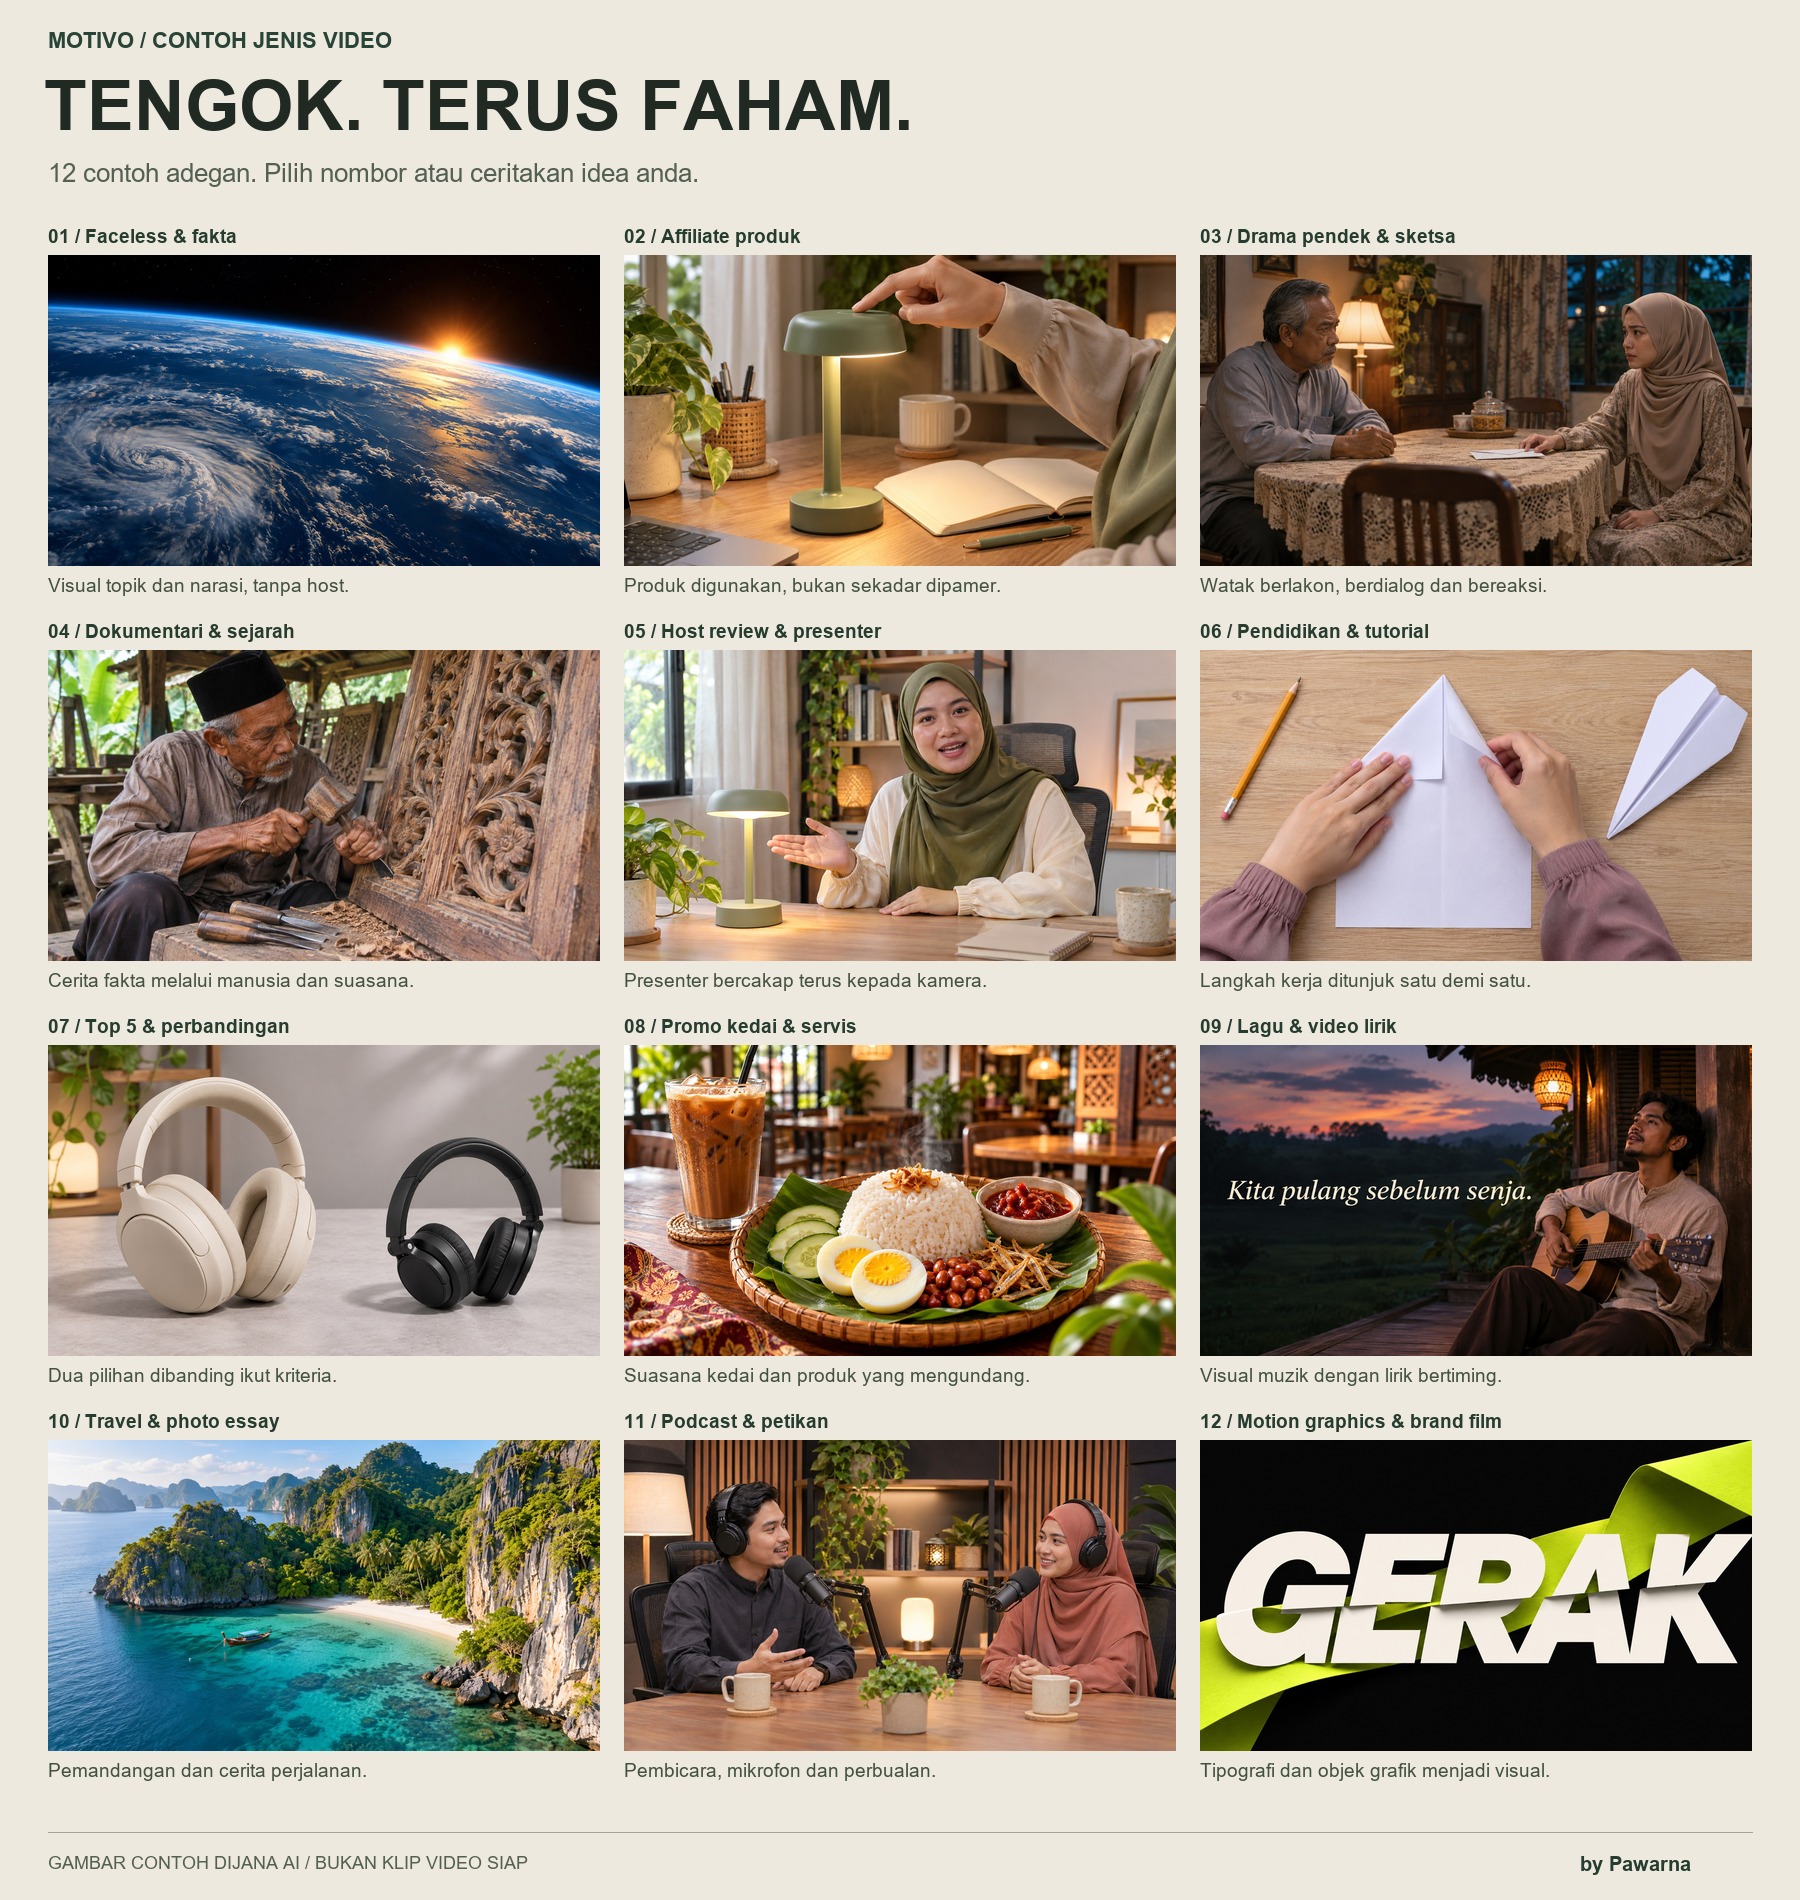 MOTIVO / CONTOH JENIS VIDEO
TENGOK. TERUS FAHAM.
12 contoh adegan. Pilih nombor atau ceritakan idea anda.
01 / Faceless & fakta
Visual topik dan narasi, tanpa host.
02 / Affiliate produk
Produk digunakan, bukan sekadar dipamer.
03 / Drama pendek & sketsa
Watak berlakon, berdialog dan bereaksi.
04 / Dokumentari & sejarah
Cerita fakta melalui manusia dan suasana.
05 / Host review & presenter
Presenter bercakap terus kepada kamera.
06 / Pendidikan & tutorial
Langkah kerja ditunjuk satu demi satu.
07 / Top 5 & perbandingan
Dua pilihan dibanding ikut kriteria.
08 / Promo kedai & servis
Suasana kedai dan produk yang mengundang.
09 / Lagu & video lirik
Kita pulang sebelum senja.
Visual muzik dengan lirik bertiming.
10 / Travel & photo essay
Pemandangan dan cerita perjalanan.
11 / Podcast & petikan
Pembicara, mikrofon dan perbualan.
12 / Motion graphics & brand film
GERAK
Tipografi dan objek grafik menjadi visual.
GAMBAR CONTOH DIJANA AI / BUKAN KLIP VIDEO SIAP
by Pawarna